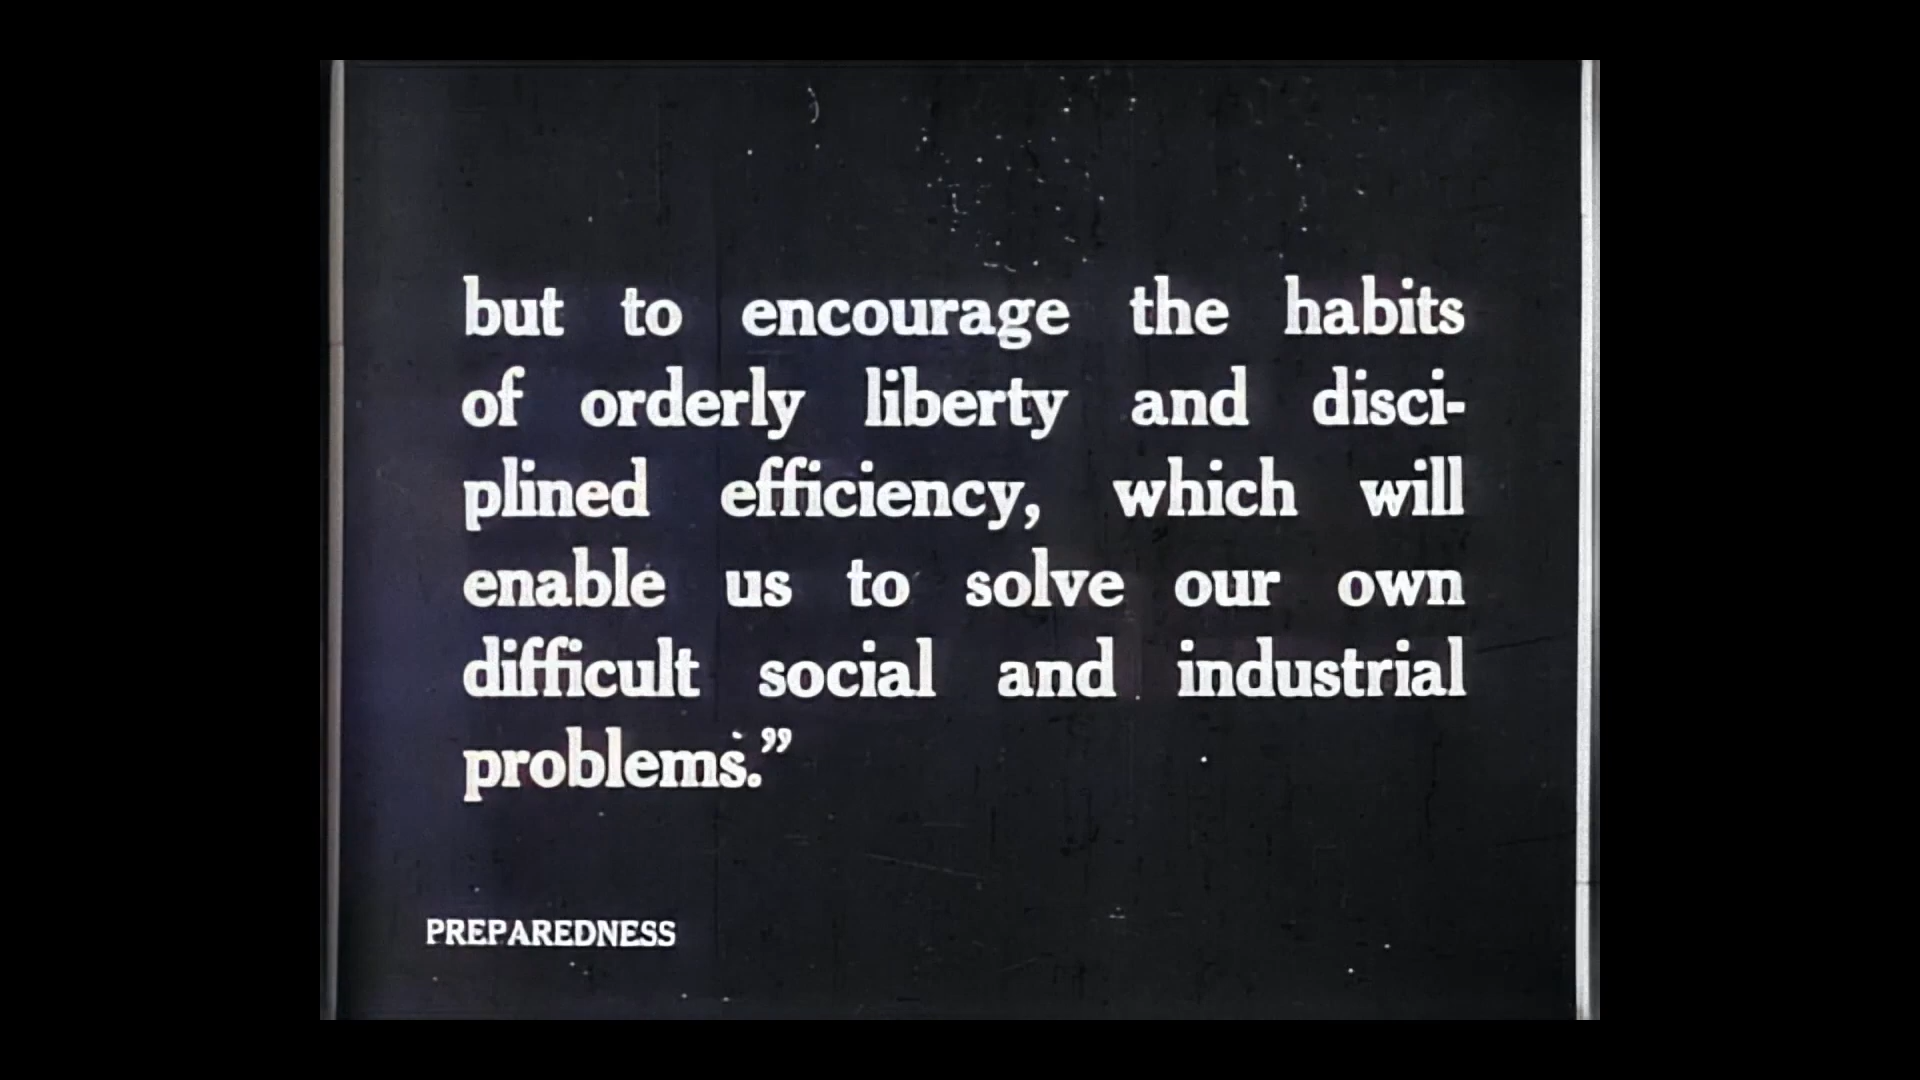 but to encourage the habits
of orderly liberty and disci-
plined efficiency, which will
enable us to solve our own
difficult social and industrial
problems.”
PREPAREDNESS